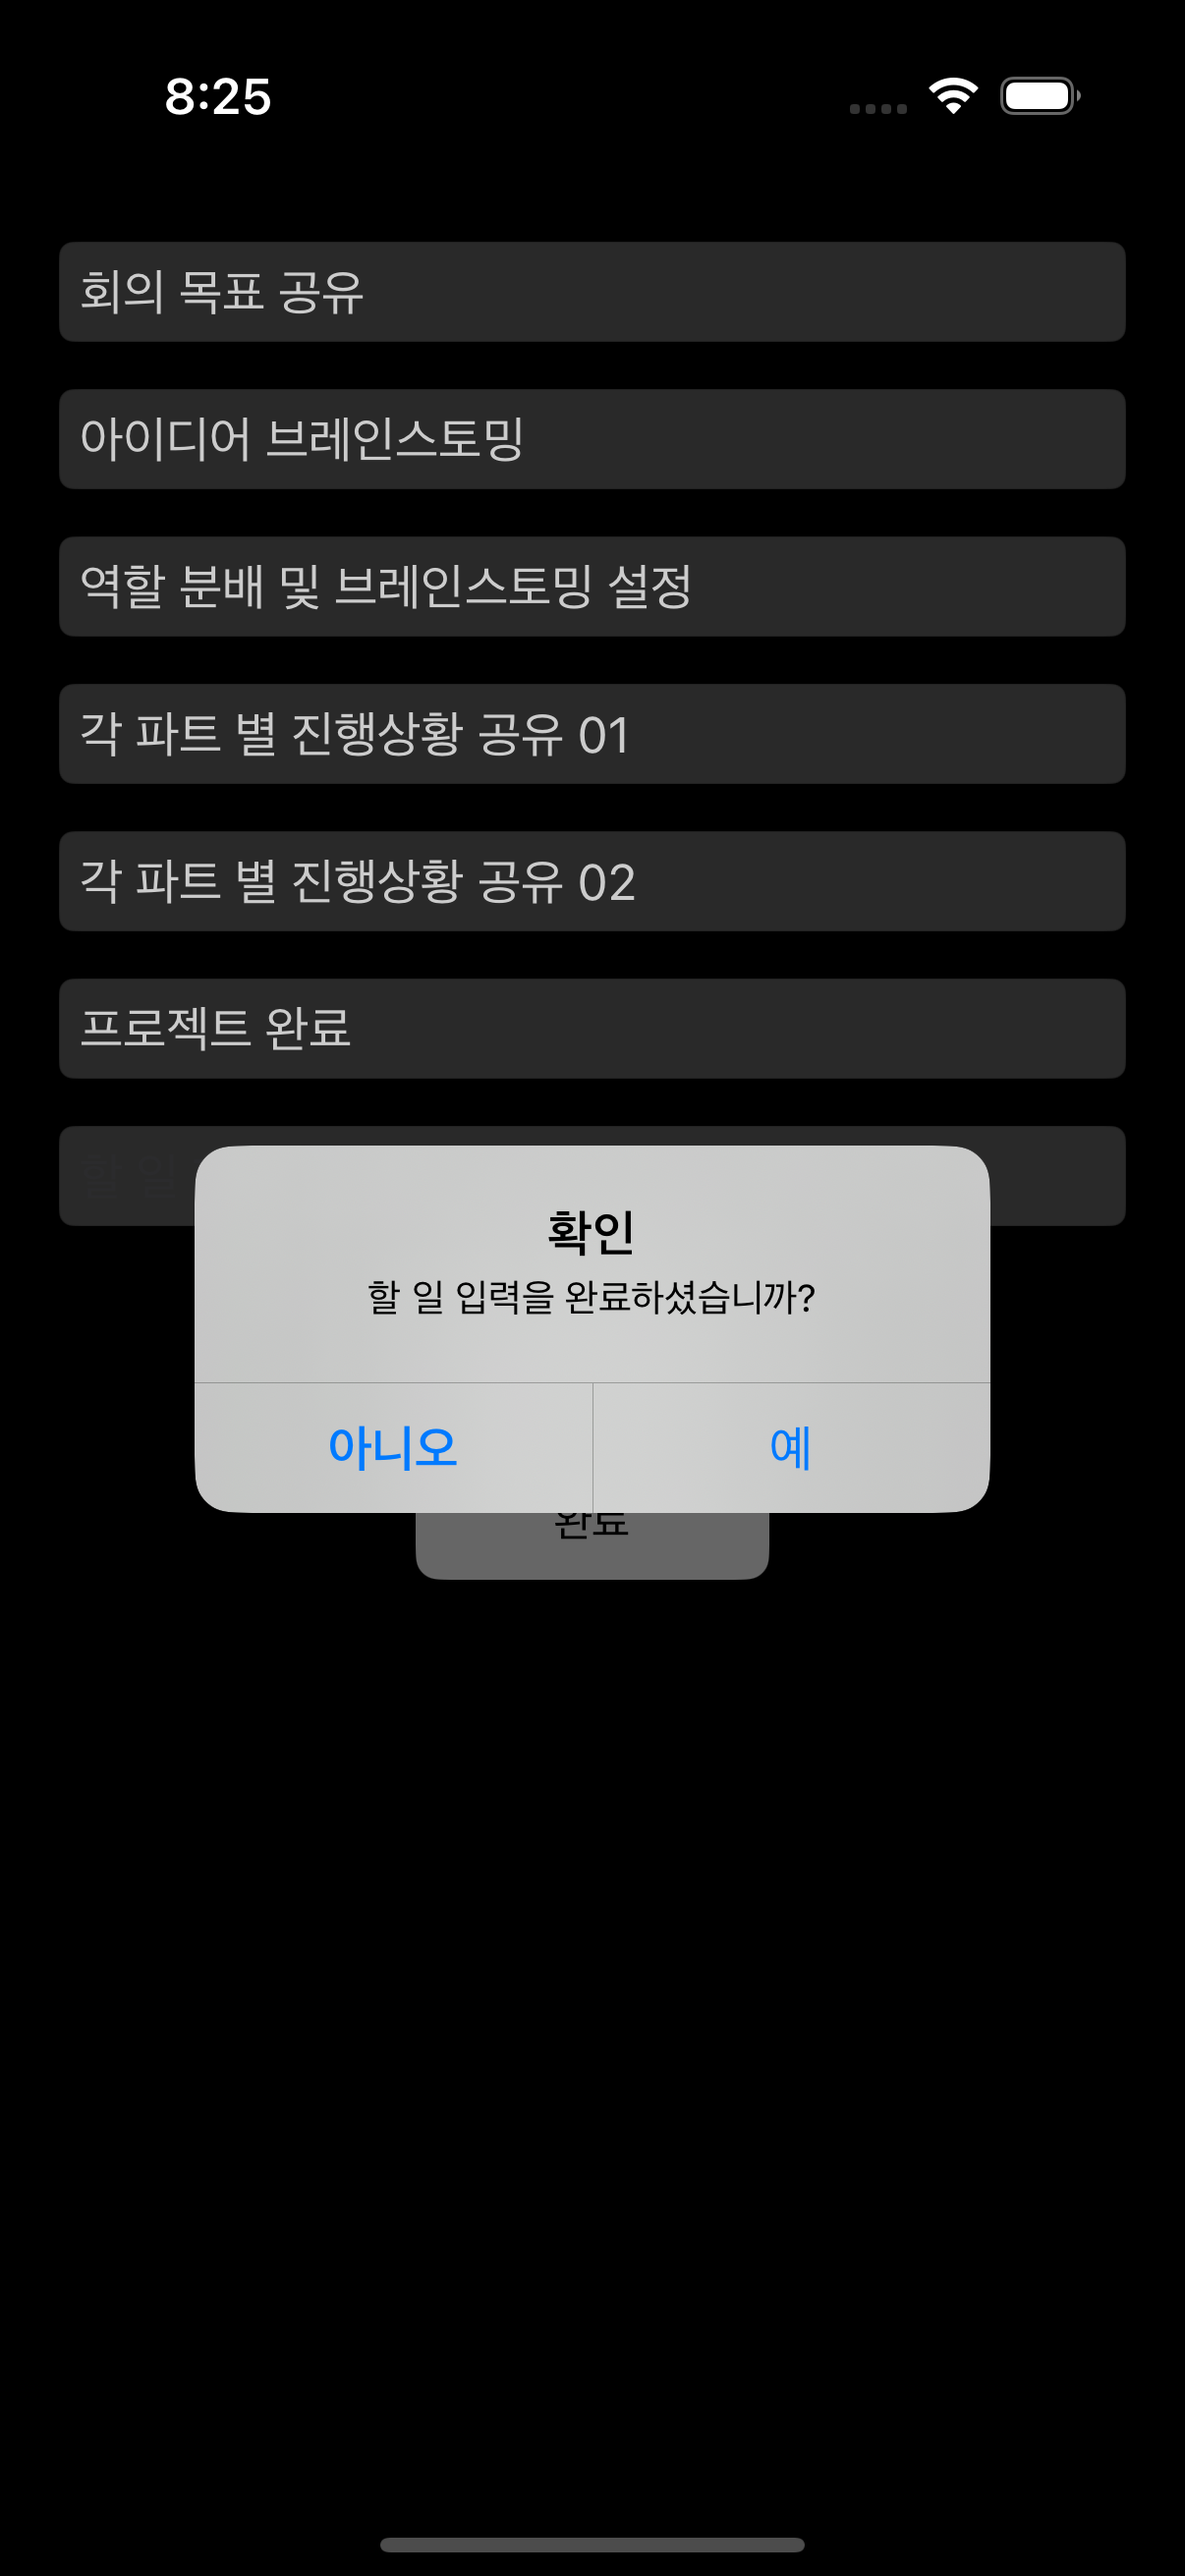 8:25
회의 목표 공유
아이디어 브레인스토밍
역할 분배 및 브레인스토밍 설정
각 파트 별 진행상황 공유 01
각 파트 별 진행상황 공유 02
프로젝트 완료
할 일
확인
할 일 입력을 완료하셨습니까?
아니오
예
완료